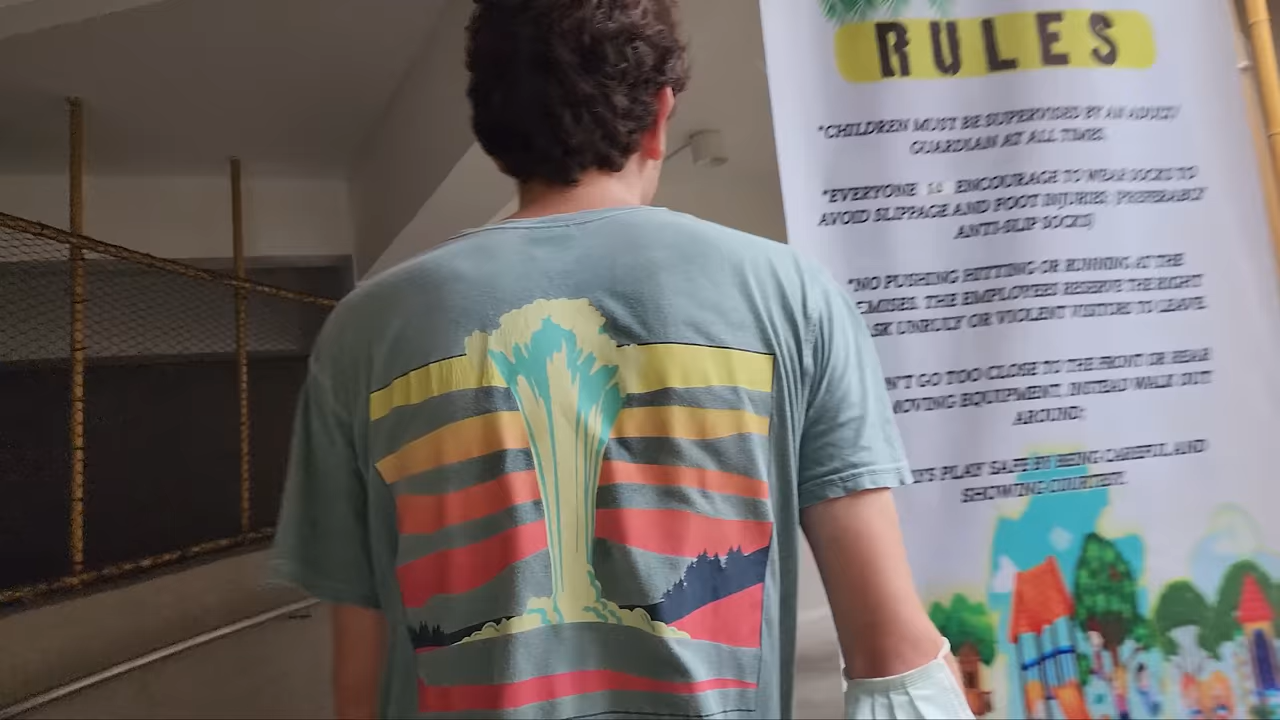 RULES
*CHILDREN MUST BE SUPERVISED BY AN ADULT/
GUARDIAN AT ALL TIMES
*EVERYONE ENCOURAGE TO WEAR SOCKS TO
AVOID SLIPPAGE AND FOOT INJURIES (PREFERABLY
ANTI-SLIP SOCKS)
*NO PUSHING HITTING OR RUNNING AT THE
EMISES. THE EMPLOYEES RESERVE THE RIGHT
SK UNRULY OR VIOLENT VISITORS TO LEAVE.
N'T GO TOO CLOSE TO THE FRONT OR REAR
MOVING EQUIPMENT, INSTEAD WALK OUT
AROUND;
YS PLAY SAFE BY BEING CAREFUL AND
SHOWING COURTESY.